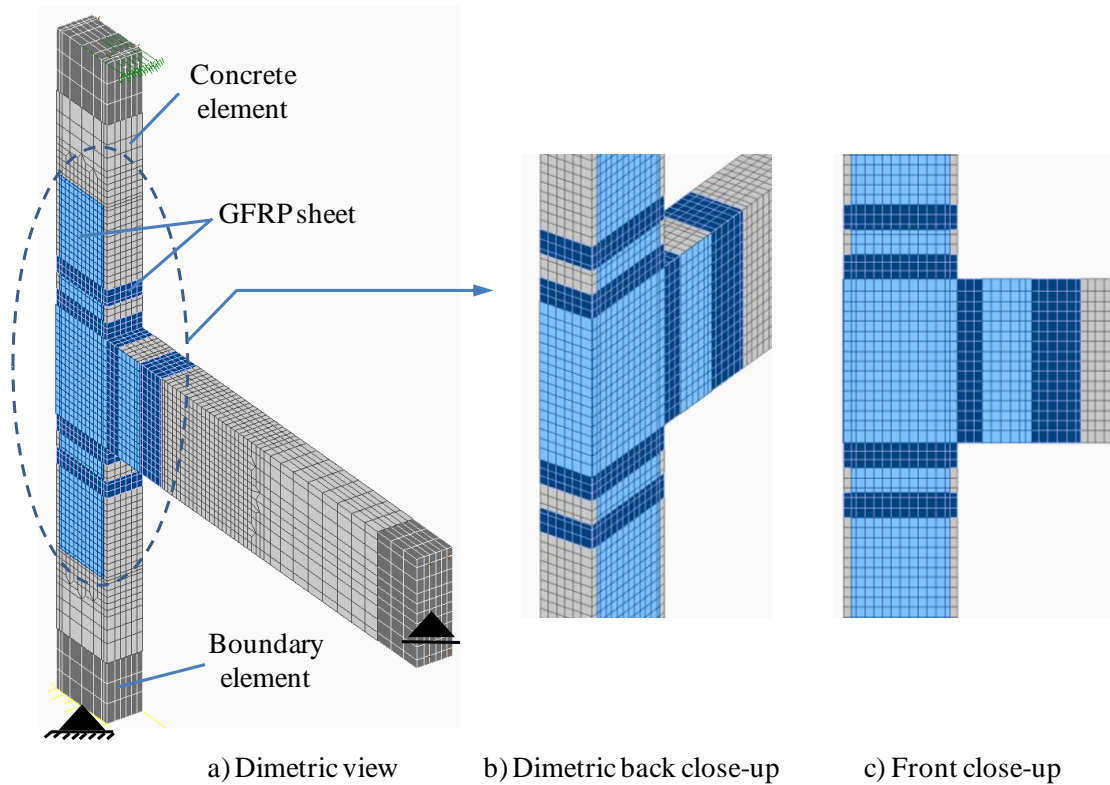 Concrete
element
GFRP sheet
Boundary
element
a) Dimetric view
b) Dimetric back close-up
c) Front close-up